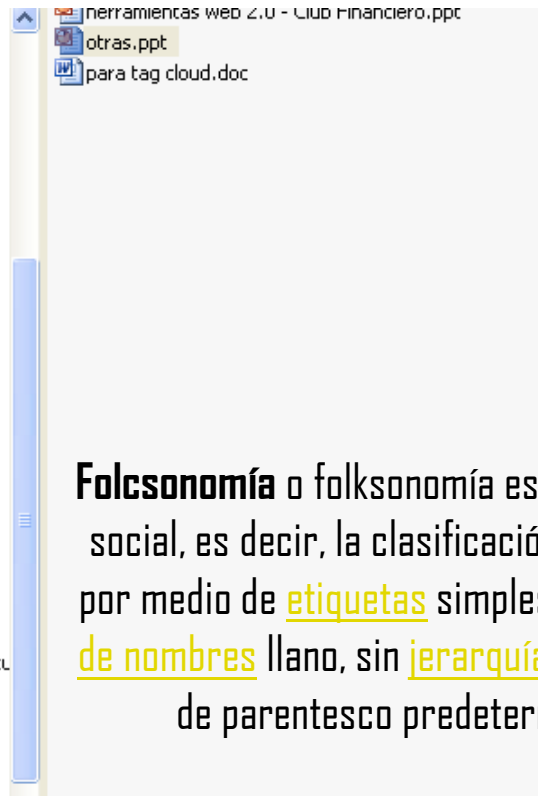 herramientas web 2.0 - Club Financiero.ppt
otras.ppt
para tag cloud.doc
Folcsonomía o folksonomía es
social, es decir, la clasificació
por medio de etiquetas simples
de nombres llano, sin jerarquía
de parentesco predeter